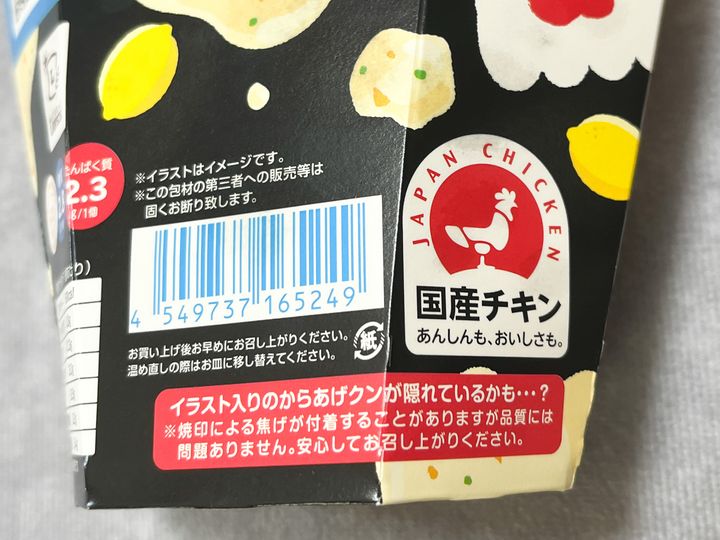 たんぱく質
2.3
g/1個
※イラストはイメージです。
※この包材の第三者への販売等は
固くお断り致します。
4 549737 165249
お買い上げ後お早めにお召し上がりください。
温め直しの際はお皿に移し替えてください。
紙
JAPAN CHICKEN
国産チキン
あんしんも、おいしさも。
イラスト入りのからあげクンが隠れているかも…?
※焼印による焦げが付着することがありますが品質には
問題ありません。安心してお召し上がりください。